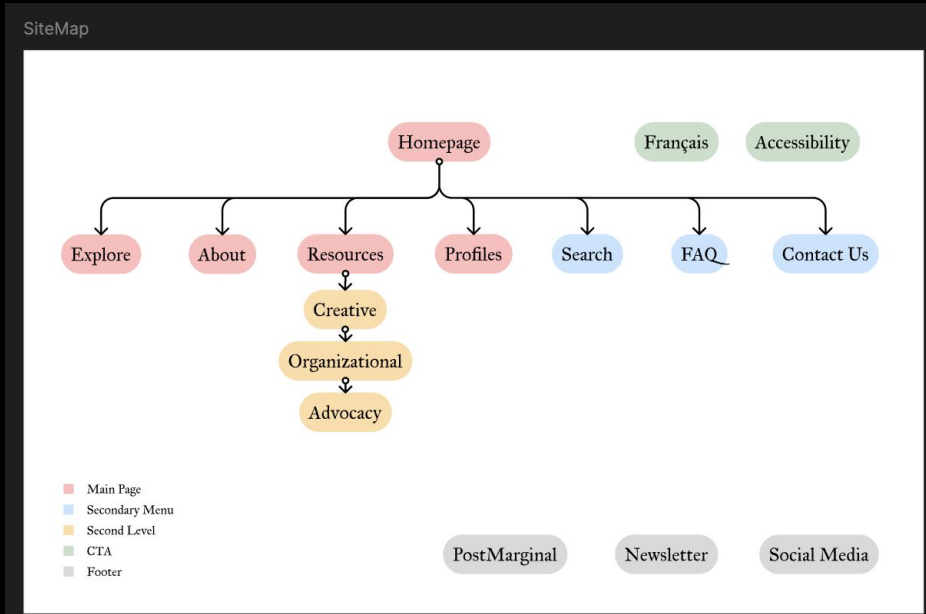 SiteMap
Homepage
Français
Accessibility
Explore
About
Resources
Profiles
Search
FAQ
Contact Us
Creative
Organizational
Advocacy
Main Page
Secondary Menu
Second Level
CTA
Footer
PostMarginal
Newsletter
Social Media